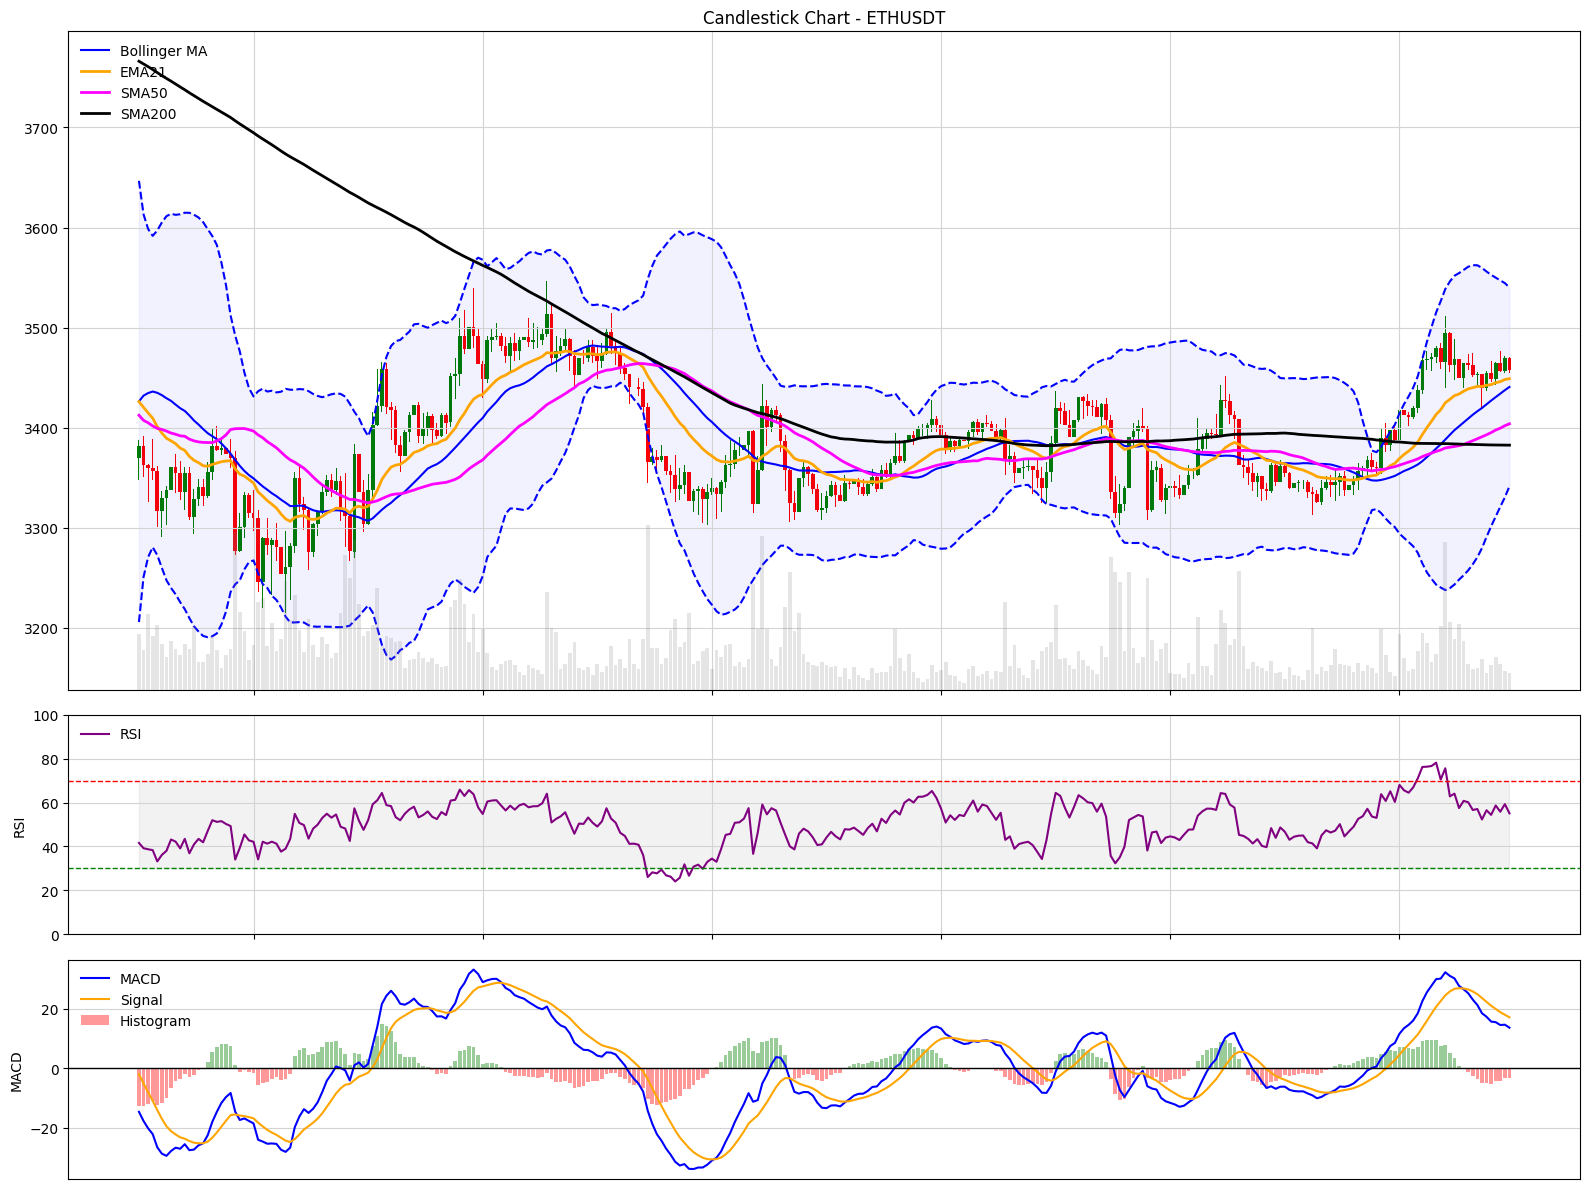 Candlestick Chart - ETHUSDT
Bollinger MA
EMA21
SMA50
SMA200
3700
3600
3500
3400
3300
3200
RSI
100
80
60
40
20
0
RSI
MACD
Signal
Histogram
20
0
−20
MACD